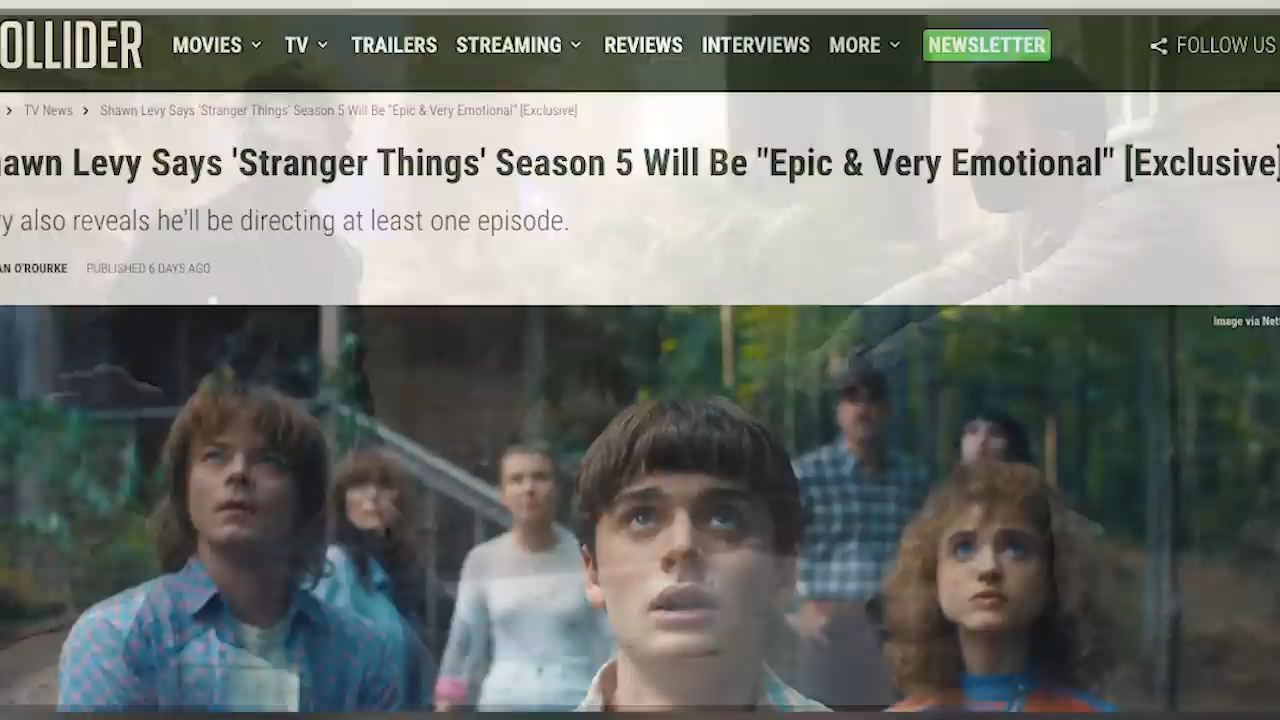 OLLIDER MOVIES TV TRAILERS STREAMING REVIEWS INTERVIEWS MORE NEWSLETTER FOLLOW US
TV News Shawn Levy Says 'Stranger Things' Season 5 Will Be "Epic & Very Emotional" [Exclusive]
awn Levy Says 'Stranger Things' Season 5 Will Be "Epic & Very Emotional" [Exclusive]
y also reveals he'll be directing at least one episode.
AN O'ROURKE PUBLISHED 6 DAYS AGO
Image via Net